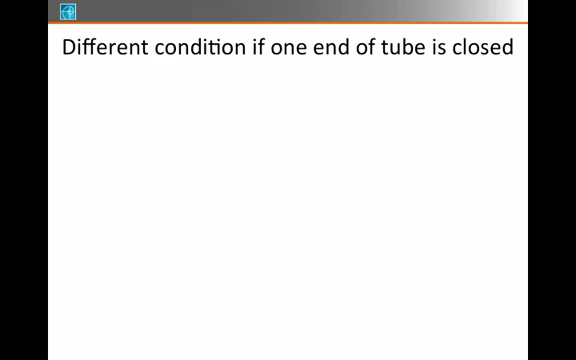 Different condition if one end of tube is closed